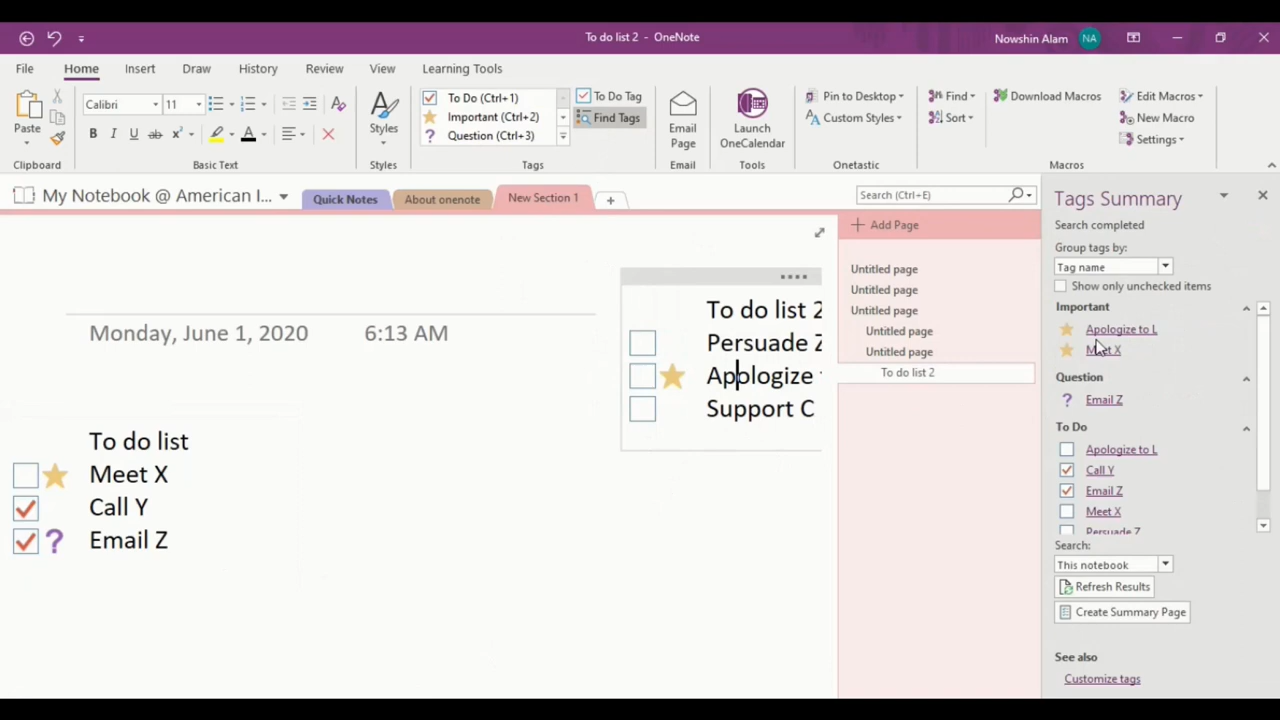 To do list 2 - OneNote
Nowshin Alam NA
File Home Insert Draw History Review View Learning Tools
Paste
Clipboard
Calibri 11
B I U ab x²
A
Basic Text
Styles
Styles
To Do (Ctrl+1)
Important (Ctrl+2)
Question (Ctrl+3)
To Do Tag
Find Tags
Tags
Email
Page
Email
Launch
OneCalendar
Tools
Pin to Desktop
Custom Styles
Onetastic
Find
Sort
Download Macros
Edit Macros
New Macro
Settings
Macros
My Notebook @ American I... Quick Notes About onenote New Section 1
Search (Ctrl+E)
Monday, June 1, 2020 6:13 AM
To do list
Meet X
Call Y
Email Z
To do list 2
Persuade Z
Apologize
Support C
Add Page
Untitled page
Untitled page
Untitled page
Untitled page
Untitled page
To do list 2
Tags Summary
Search completed
Group tags by:
Tag name
Show only unchecked items
Important
Apologize to L
Meet X
Question
Email Z
To Do
Apologize to L
Call Y
Email Z
Meet X
Persuade Z
Search:
This notebook
Refresh Results
Create Summary Page
See also
Customize tags